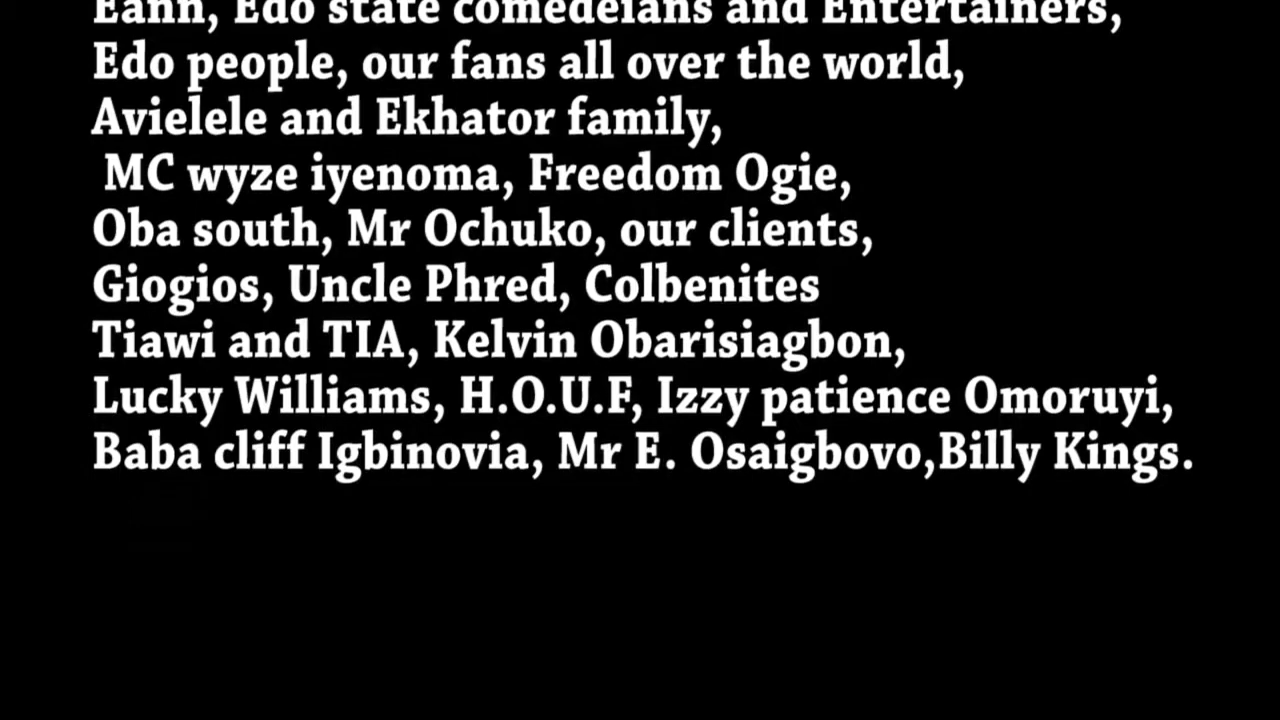 Eann, Edo state comedeians and Entertainers,
Edo people, our fans all over the world,
Avielele and Ekhator family,
MC wyze iyenoma, Freedom Ogie,
Oba south, Mr Ochuko, our clients,
Giogios, Uncle Phred, Colbenites
Tiawi and TIA, Kelvin Obarisiagbon,
Lucky Williams, H.O.U.F, Izzy patience Omoruyi,
Baba cliff Igbinovia, Mr E. Osaigbovo,Billy Kings.